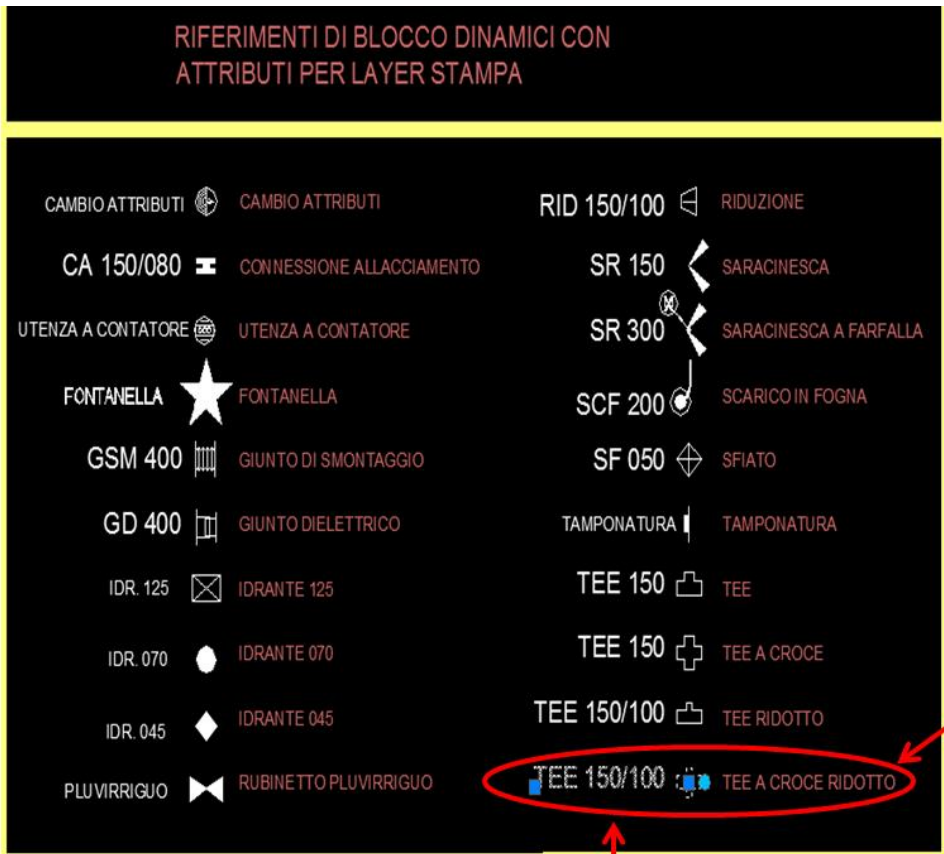 RIFERIMENTI DI BLOCCO DINAMICI CON
ATTRIBUTI PER LAYER STAMPA
CAMBIO ATTRIBUTI CAMBIO ATTRIBUTI
CA 150/080 CONNESSIONE ALLACCIAMENTO
UTENZA A CONTATORE UTENZA A CONTATORE
FONTANELLA FONTANELLA
GSM 400 GIUNTO DI SMONTAGGIO
GD 400 GIUNTO DIELETTRICO
IDR. 125 IDRANTE 125
IDR. 070 IDRANTE 070
IDR. 045 IDRANTE 045
PLUVIRRIGUO RUBINETTO PLUVIRRIGUO
RID 150/100 RIDUZIONE
SR 150 SARACINESCA
SR 300 SARACINESCA A FARFALLA
SCF 200 SCARICO IN FOGNA
SF 050 SFIATO
TAMPONATURA TAMPONATURA
TEE 150 TEE
TEE 150 TEE A CROCE
TEE 150/100 TEE RIDOTTO
TEE 150/100 TEE A CROCE RIDOTTO